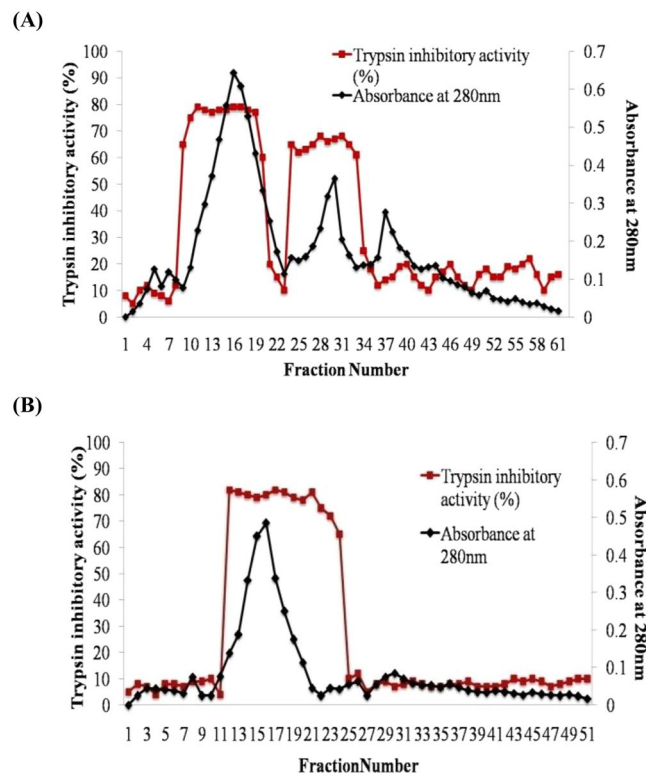 (A)
Trypsin inhibitory activity (%)
100
90
80
70
60
50
40
30
20
10
0
Trypsin inhibitory activity
(%)
Absorbance at 280nm
0.7
0.6
0.5
0.4
0.3
0.2
0.1
0
Absorbance at 280nm
1 4 7 10 13 16 19 22 25 28 31 34 37 40 43 46 49 52 55 58 61
Fraction Number
(B)
Trypsin inhibitory activity (%)
100
90
80
70
60
50
40
30
20
10
0
Trypsin inhibitory
activity (%)
Absorbance at
280nm
0.7
0.6
0.5
0.4
0.3
0.2
0.1
0
Absorbance at 280nm
1 3 5 7 9 11 13 15 17 19 21 23 25 27 29 31 33 35 37 39 41 43 45 47 49 51
FractionNumber